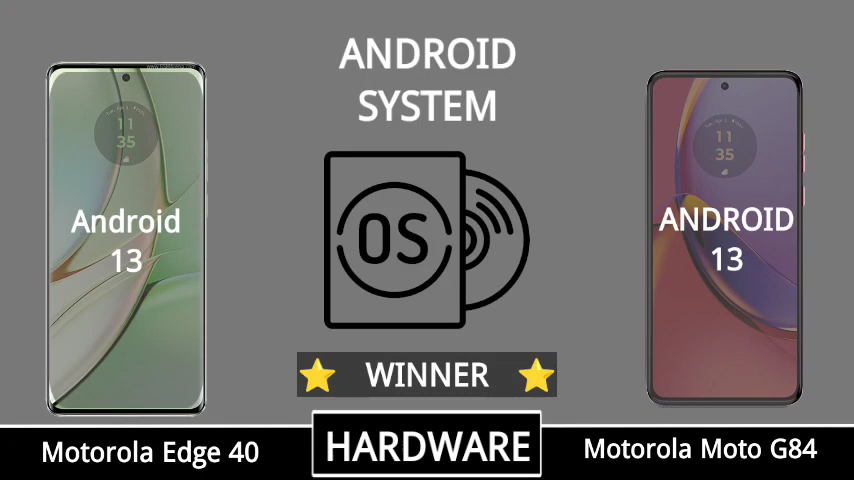 ANDROID
SYSTEM
11
35
Android
13
OS
11
35
ANDROID
13
WINNER
Motorola Edge 40
HARDWARE
Motorola Moto G84